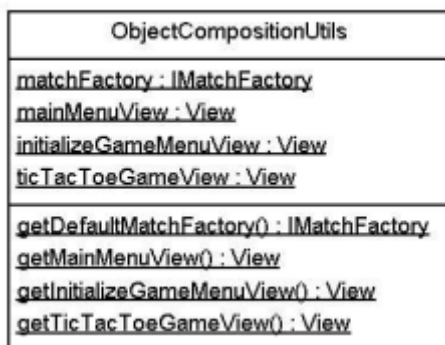 ObjectCompositionUtils
matchFactory : IMatchFactory
mainMenuView : View
initializeGameMenuView : View
ticTacToeGameView : View
getDefaultMatchFactory() : IMatchFactory
getMainMenuView() : View
getInitializeGameMenuView() : View
getTicTacToeGameView() : View